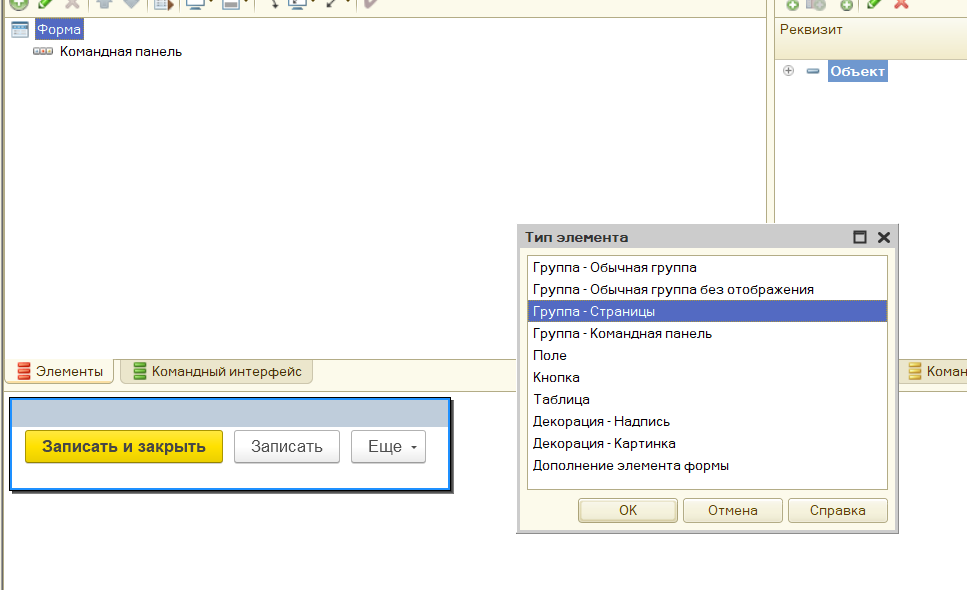 Форма
Командная панель
Реквизит
Объект
Тип элемента
Группа - Обычная группа
Группа - Обычная группа без отображения
Группа - Страницы
Группа - Командная панель
Поле
Кнопка
Таблица
Декорация - Надпись
Декорация - Картинка
Дополнение элемента формы
OK Отмена Справка
Элементы Командный интерфейс
Записать и закрыть Записать Еще